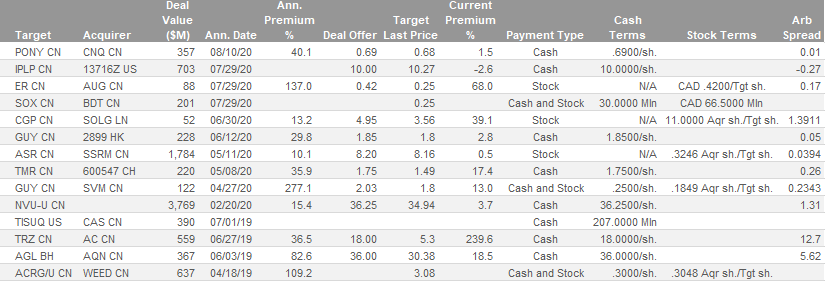 Deal Ann. Current
Value Premium Target Premium Cash Arb
Target Acquirer ($M) Ann. Date % Deal Offer Last Price % Payment Type Terms Stock Terms Spread
PONY CN CNQ CN 357 08/10/20 40.1 0.69 0.68 1.5 Cash .6900/sh. 0.01
IPLP CN 13716Z US 703 07/29/20 10.00 10.27 -2.6 Cash 10.0000/sh. -0.27
ER CN AUG CN 88 07/29/20 137.0 0.42 0.25 68.0 Stock N/A CAD .4200/Tgt sh. 0.17
SOX CN BDT CN 201 07/29/20 0.25 Cash and Stock 30.0000 Mln CAD 66.5000 Mln
CGP CN SOLG LN 52 06/30/20 13.2 4.95 3.56 39.1 Stock N/A 11.0000 Aqr sh./Tgt sh. 1.3911
GUY CN 2899 HK 228 06/12/20 29.8 1.85 1.8 2.8 Cash 1.8500/sh. 0.05
ASR CN SSRM CN 1,784 05/11/20 10.1 8.20 8.16 0.5 Stock N/A .3246 Aqr sh./Tgt sh. 0.0394
TMR CN 600547 CH 220 05/08/20 35.9 1.75 1.49 17.4 Cash 1.7500/sh. 0.26
GUY CN SVM CN 122 04/27/20 277.1 2.03 1.8 13.0 Cash and Stock .2500/sh. .1849 Aqr sh./Tgt sh. 0.2343
NVU-U CN 3,769 02/20/20 15.4 36.25 34.94 3.7 Cash 36.2500/sh. 1.31
TISUQ US CAS CN 390 07/01/19 Cash 207.0000 Mln
TRZ CN AC CN 559 06/27/19 36.5 18.00 5.3 239.6 Cash 18.0000/sh. 12.7
AGL BH AQN CN 367 06/03/19 82.6 36.00 30.38 18.5 Cash 36.0000/sh. 5.62
ACRG/U CN WEED CN 637 04/18/19 109.2 3.08 Cash and Stock .3000/sh. .3048 Aqr sh./Tgt sh.